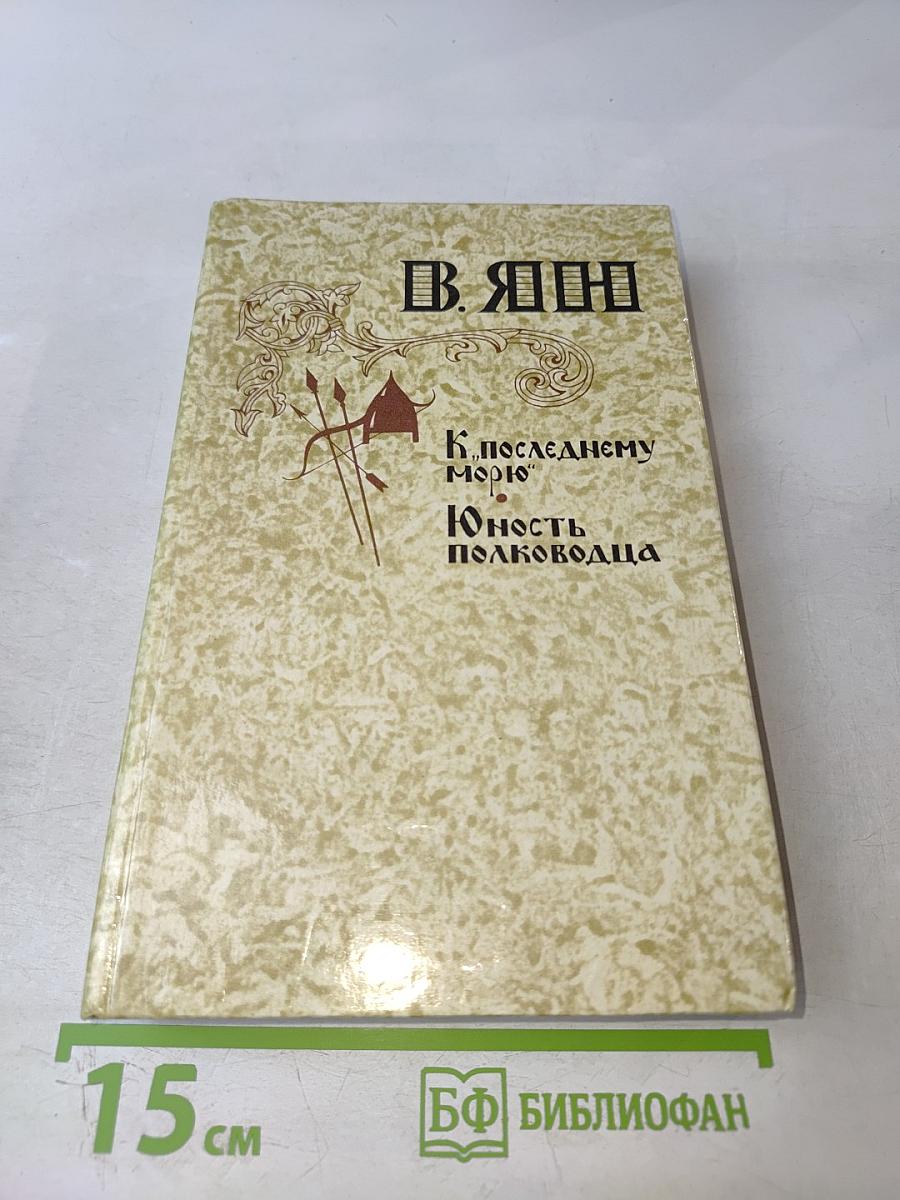 В. ЯН
К „последнему
морю“
Юность
полководца
15 см
БФ БИБЛИОФАН